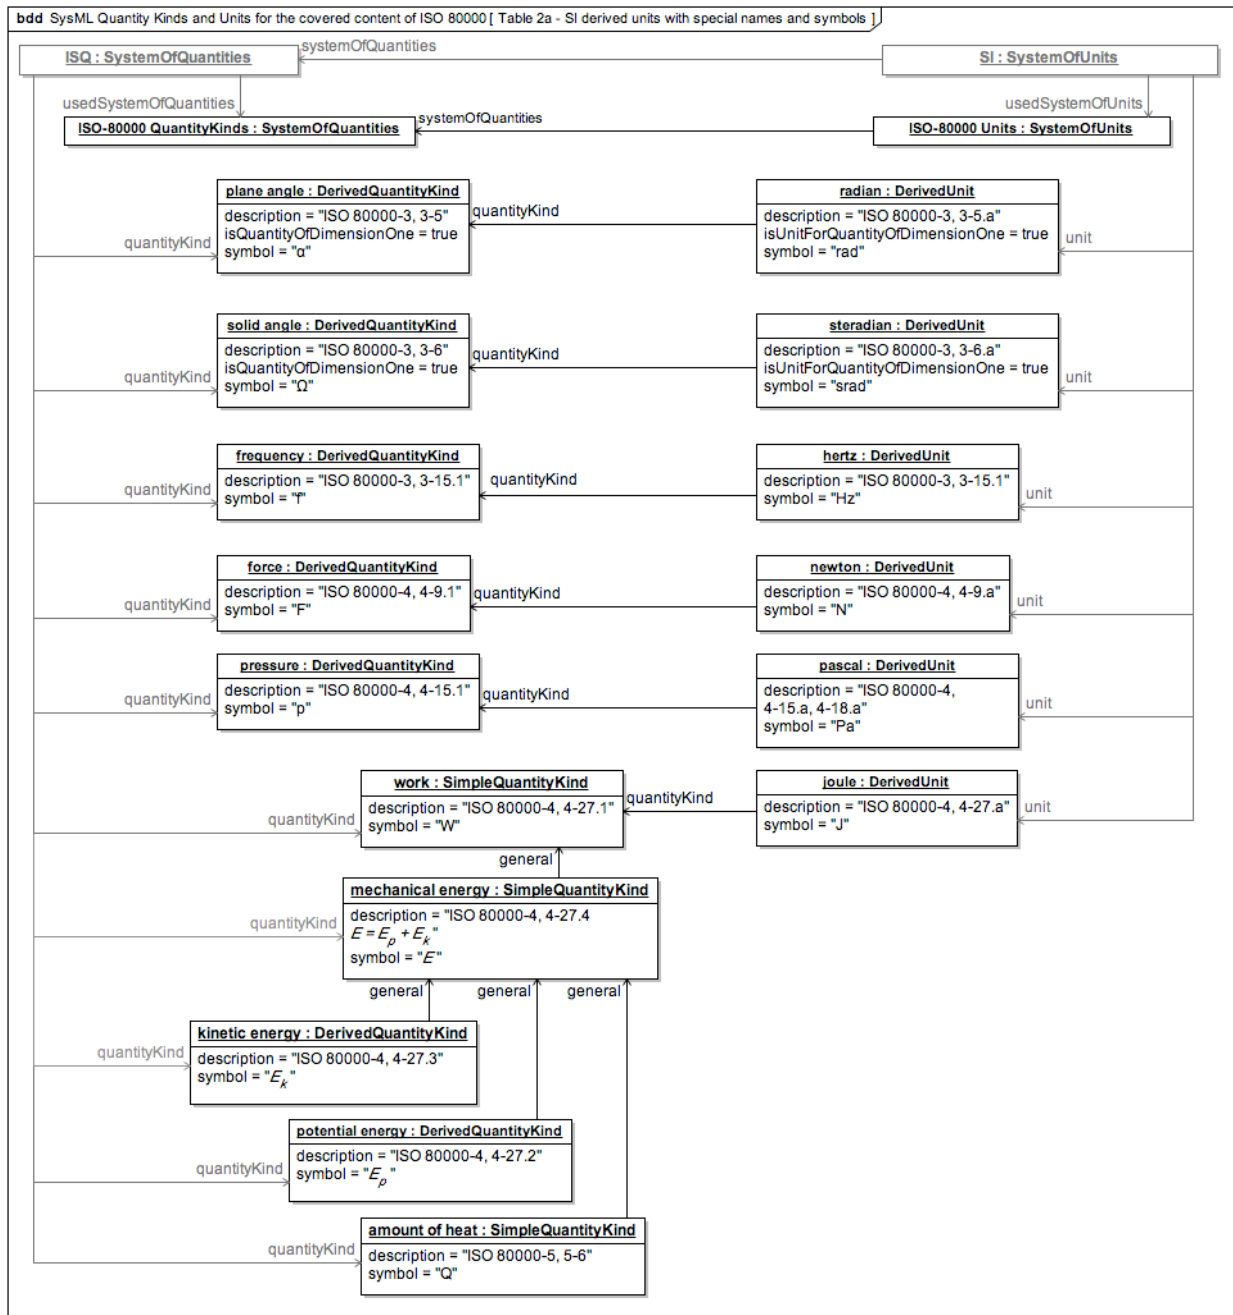 bdd SysML Quantity Kinds and Units for the covered content of ISO 80000 [ Table 2a - SI derived units with special names and symbols ]
systemOfQuantities
ISQ : SystemOfQuantities
SI : SystemOfUnits
usedSystemOfQuantities
usedSystemOfUnits
systemOfQuantities
ISO-80000 QuantityKinds : SystemOfQuantities
ISO-80000 Units : SystemOfUnits
plane angle : DerivedQuantityKind
description = "ISO 80000-3, 3-5"
isQuantityOfDimensionOne = true
symbol = "α"
quantityKind
quantityKind
radian : DerivedUnit
description = "ISO 80000-3, 3-5.a"
isUnitForQuantityOfDimensionOne = true
symbol = "rad"
unit
solid angle : DerivedQuantityKind
description = "ISO 80000-3, 3-6"
isQuantityOfDimensionOne = true
symbol = "Ω"
quantityKind
quantityKind
steradian : DerivedUnit
description = "ISO 80000-3, 3-6.a"
isUnitForQuantityOfDimensionOne = true
symbol = "srad"
unit
frequency : DerivedQuantityKind
description = "ISO 80000-3, 3-15.1"
symbol = "f"
quantityKind
quantityKind
hertz : DerivedUnit
description = "ISO 80000-3, 3-15.1"
symbol = "Hz"
unit
force : DerivedQuantityKind
description = "ISO 80000-4, 4-9.1"
symbol = "F"
quantityKind
quantityKind
newton : DerivedUnit
description = "ISO 80000-4, 4-9.a"
symbol = "N"
unit
pressure : DerivedQuantityKind
description = "ISO 80000-4, 4-15.1"
symbol = "p"
quantityKind
quantityKind
pascal : DerivedUnit
description = "ISO 80000-4,
4-15.a, 4-18.a"
symbol = "Pa"
unit
work : SimpleQuantityKind
description = "ISO 80000-4, 4-27.1"
symbol = "W"
quantityKind
quantityKind
joule : DerivedUnit
description = "ISO 80000-4, 4-27.a"
symbol = "J"
unit
general
mechanical energy : SimpleQuantityKind
description = "ISO 80000-4, 4-27.4
E = E_p + E_k"
symbol = "E"
quantityKind
general
general
general
kinetic energy : DerivedQuantityKind
description = "ISO 80000-4, 4-27.3"
symbol = "E_k"
quantityKind
potential energy : DerivedQuantityKind
description = "ISO 80000-4, 4-27.2"
symbol = "E_p"
quantityKind
amount of heat : SimpleQuantityKind
description = "ISO 80000-5, 5-6"
symbol = "Q"
quantityKind